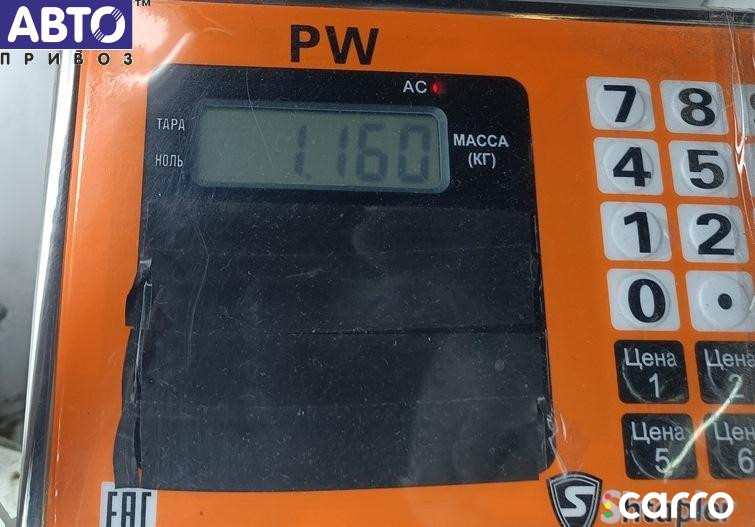 АВТО™
ПРИВОЗ
PW
AC
ТАРА
НОЛЬ
1.160
МАССА
(КГ)
7 8
4 5
1 2
0 .
Цена
1
Цена
2
Цена
5
Цена
6
EAC
S
carro